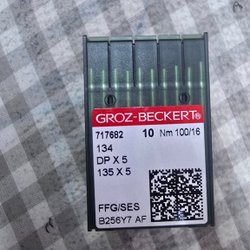 GROZ-BECKERT®
717682 10 Nm 100/16
134
DP X 5
135 X 5
FFG/SES
B256Y7 AF